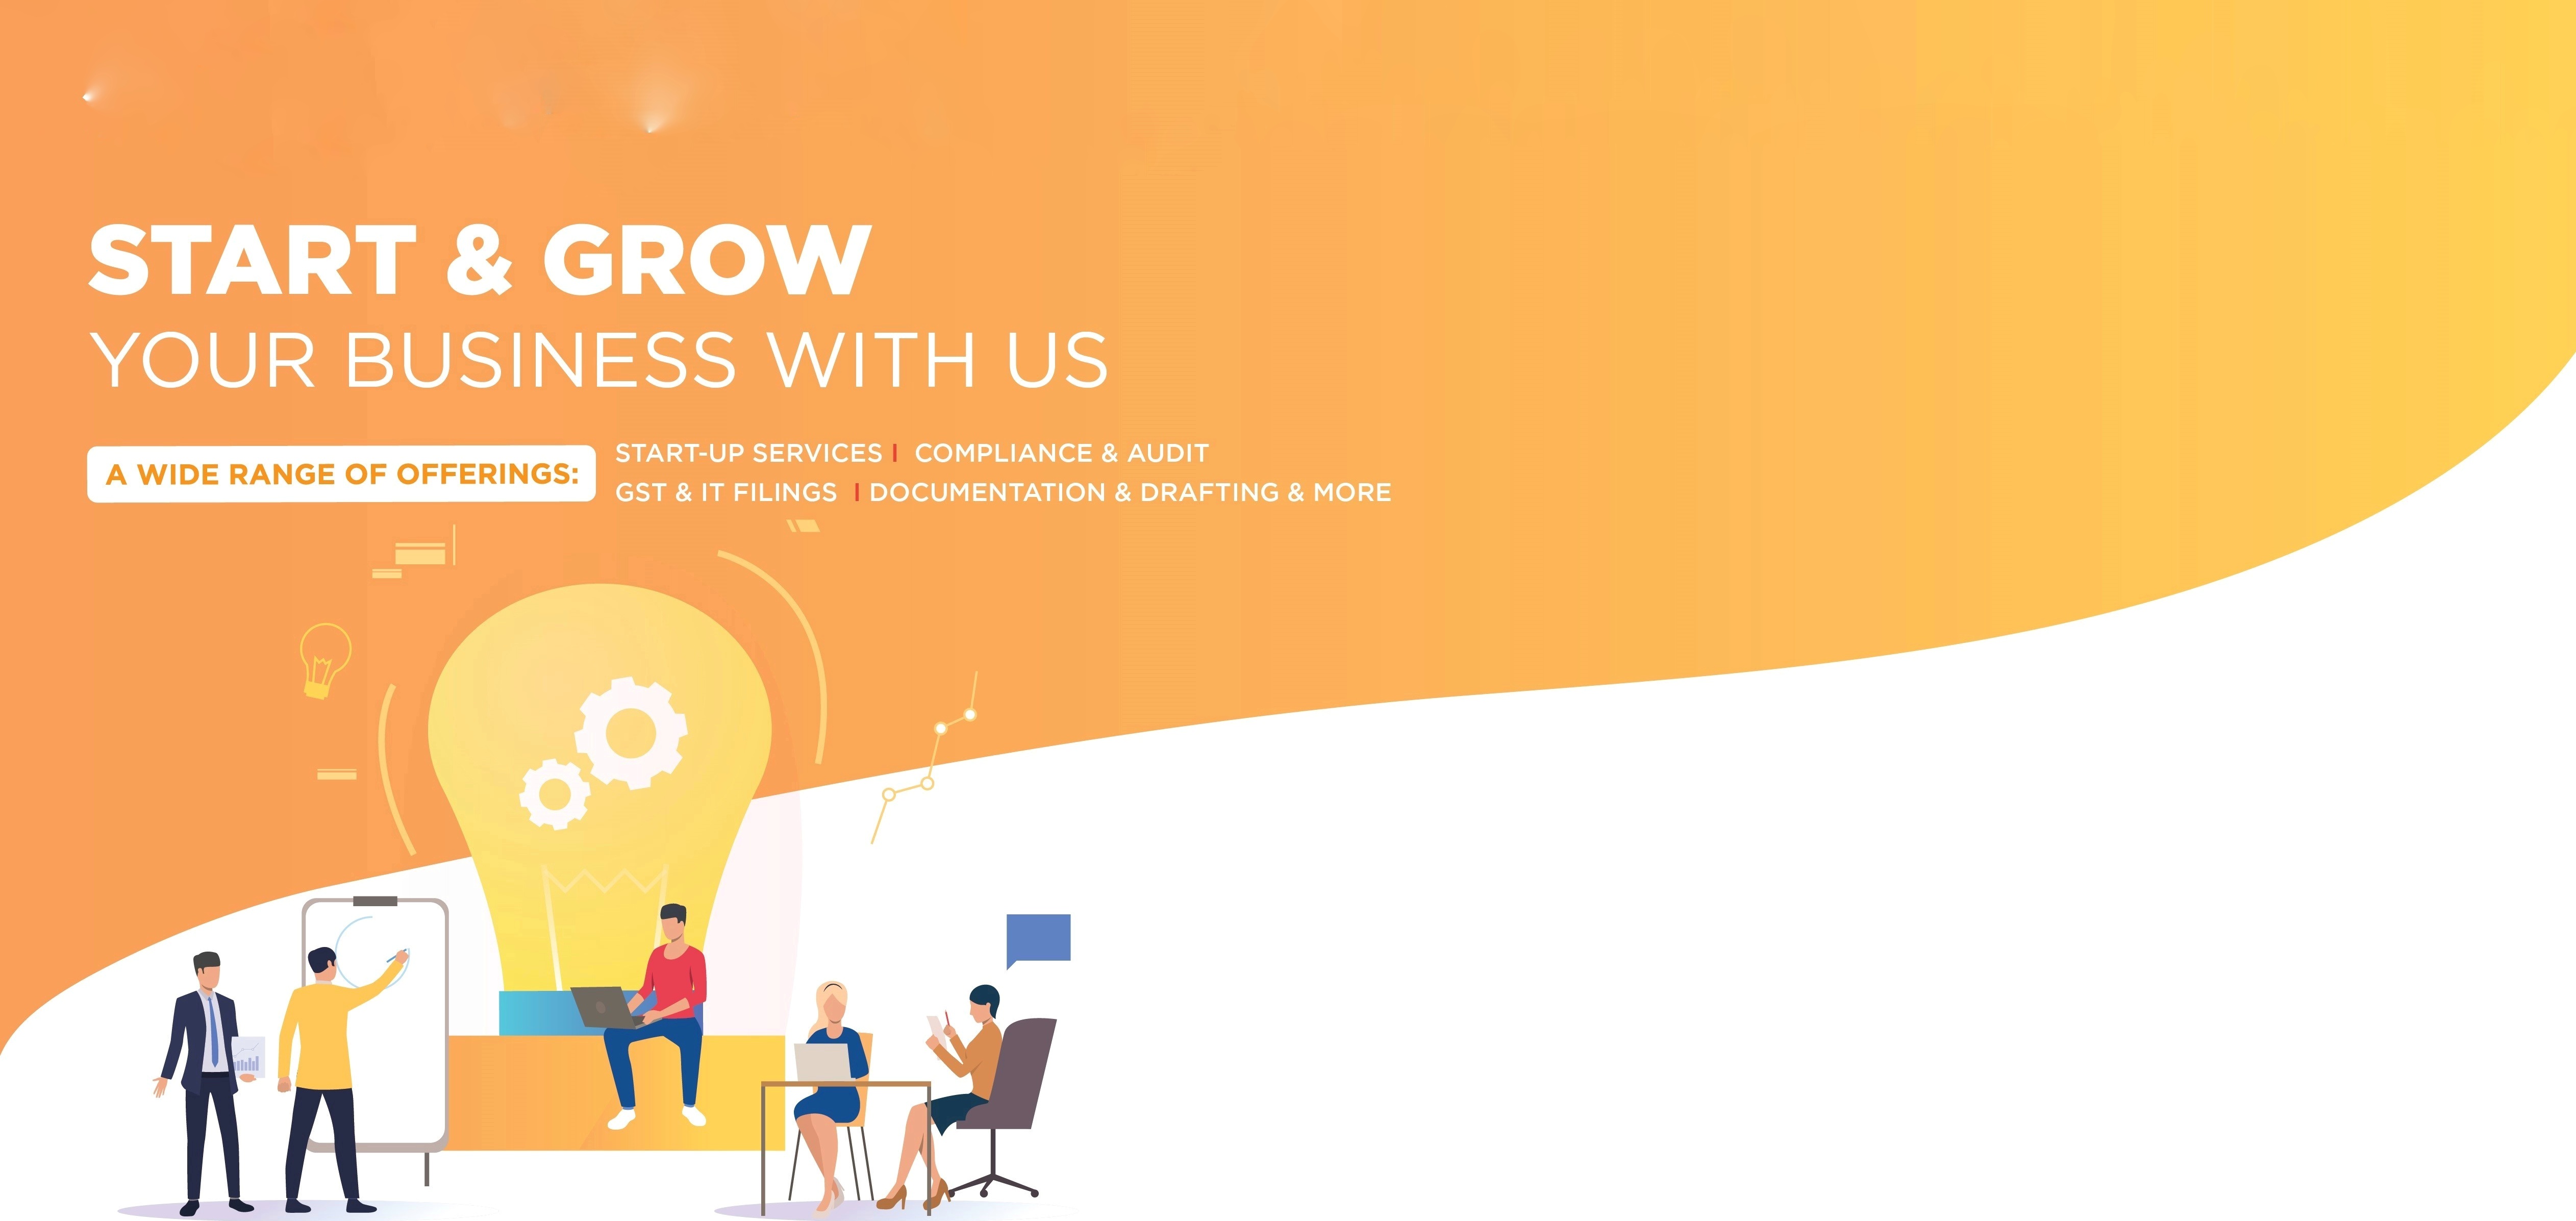 START & GROW
YOUR BUSINESS WITH US
A WIDE RANGE OF OFFERINGS:
START-UP SERVICES I COMPLIANCE & AUDIT
GST & IT FILINGS I DOCUMENTATION & DRAFTING & MORE